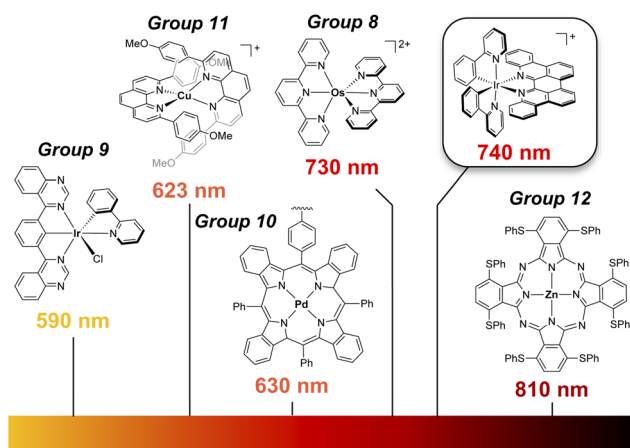 Group 11
Group 8
MeO
OMe
+
N
N
N
N
Cu
OMe
MeO
623 nm
2+
N
N
N
N
N
N
Os
730 nm
+
N
N
N
N
Ir
740 nm
Group 9
N
N
N
N
N
Ir
Cl
590 nm
Group 10
N
N
N
N
Pd
Ph
Ph
Ph
630 nm
Group 12
SPh
SPh
PhS
SPh
N
N
N
N
N
N
N
N
Zn
SPh
SPh
PhS
SPh
810 nm